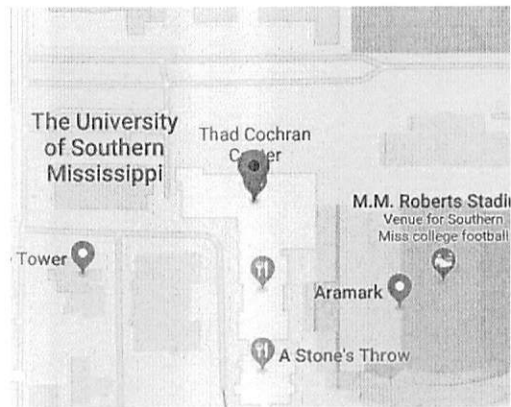 The University
of Southern
Mississippi
Thad Cochran
Center
M.M. Roberts Stadi
Venue for Southern
Miss college football
Tower
Aramark
A Stone's Throw